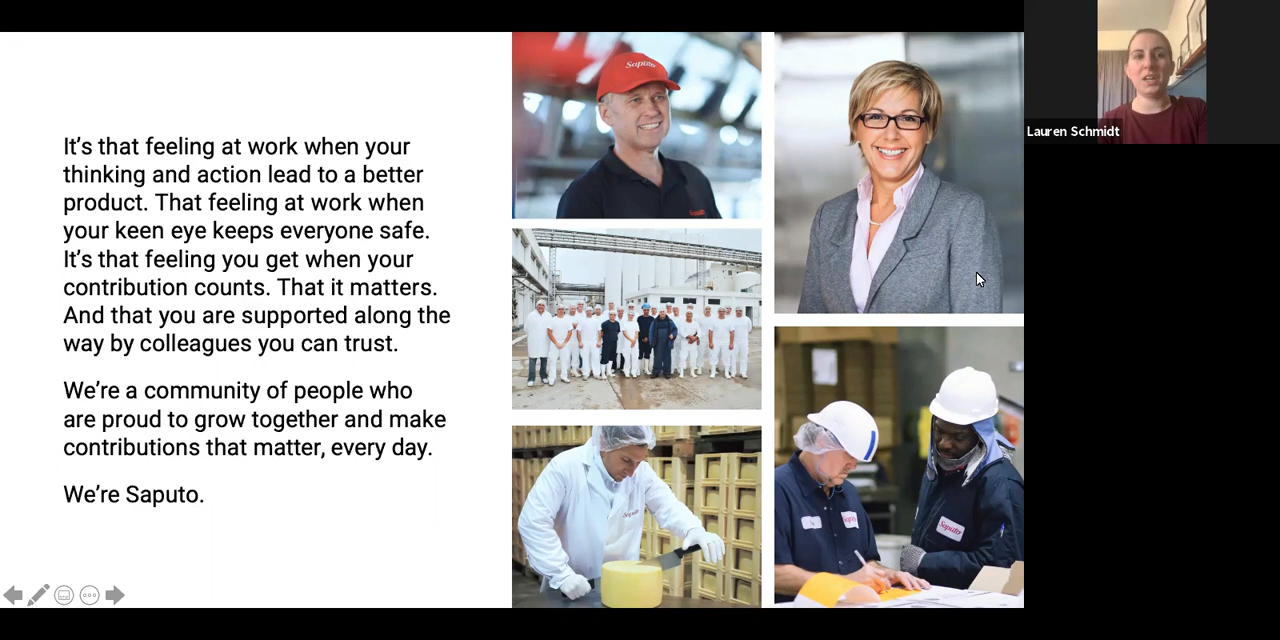 It's that feeling at work when your
thinking and action lead to a better
product. That feeling at work when
your keen eye keeps everyone safe.
It's that feeling you get when your
contribution counts. That it matters.
And that you are supported along the
way by colleagues you can trust.
We're a community of people who
are proud to grow together and make
contributions that matter, every day.
We're Saputo.
Saputo
Saputo
Saputo
Saputo
Lauren Schmidt